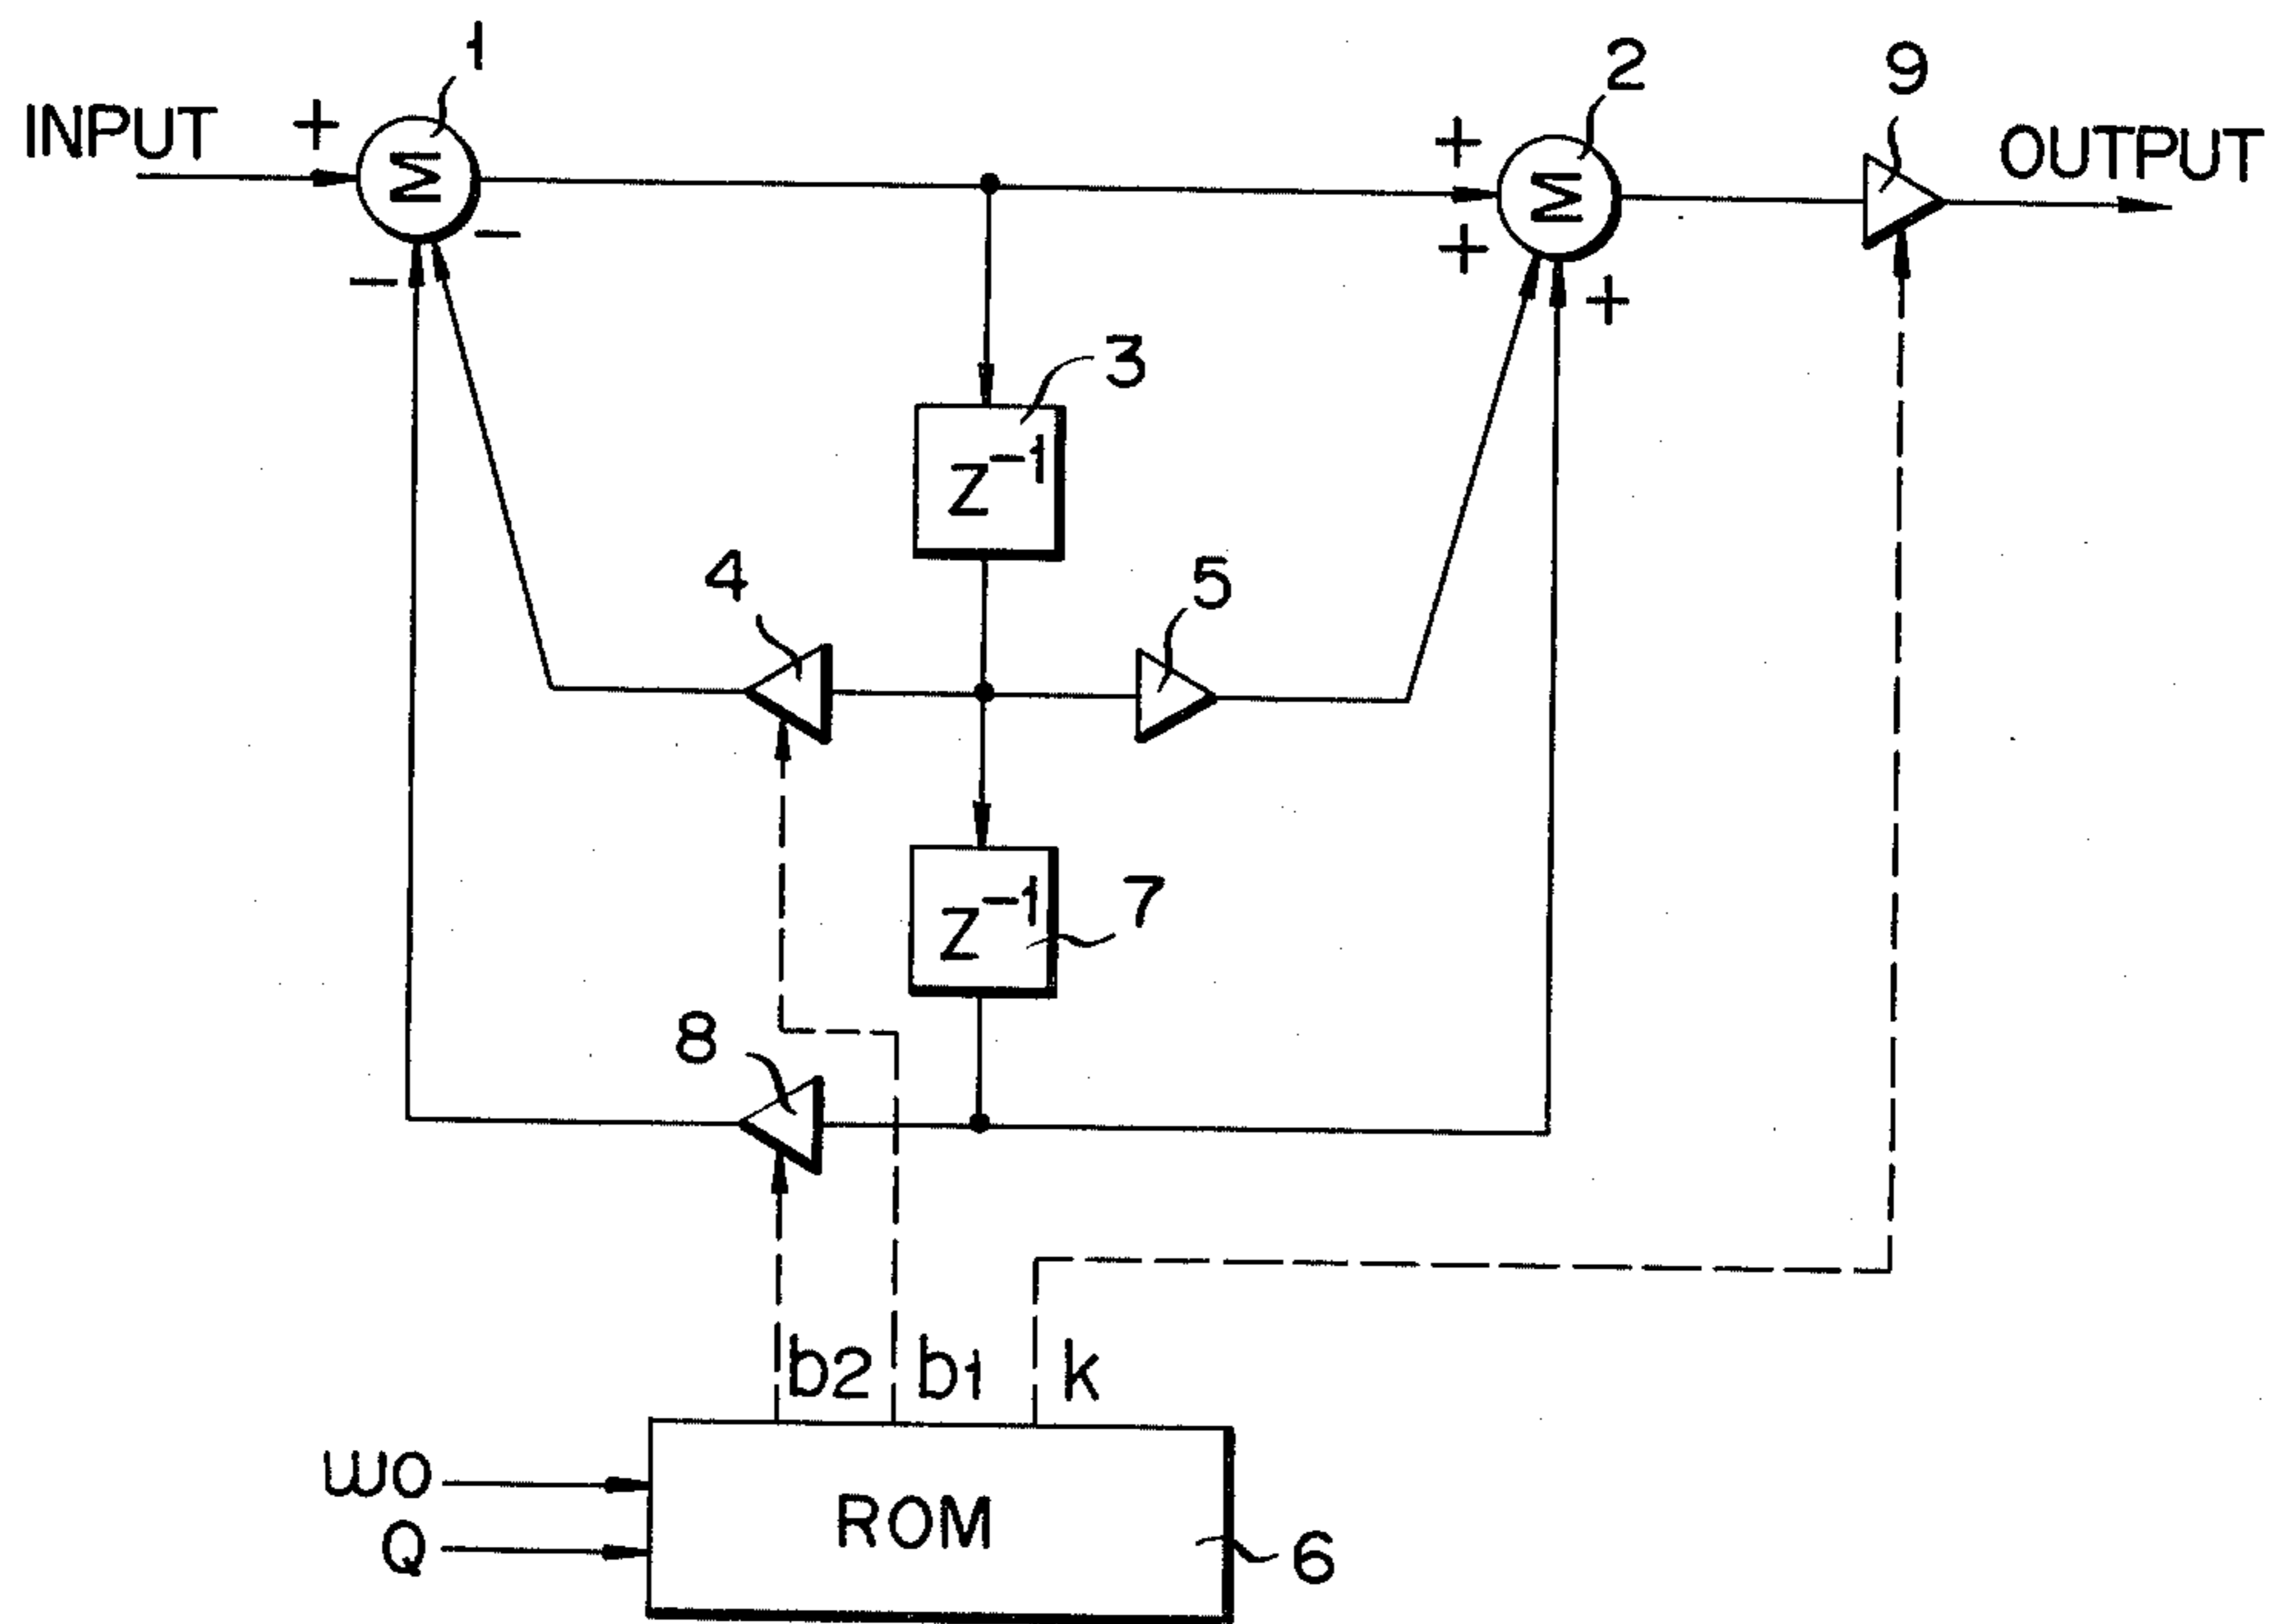 1
2
9
INPUT
+
Σ
-
-
+
+
+
Σ
OUTPUT
3
Z⁻¹
4
5
7
Z⁻¹
8
b2
b1
k
ω0
Q
ROM
6